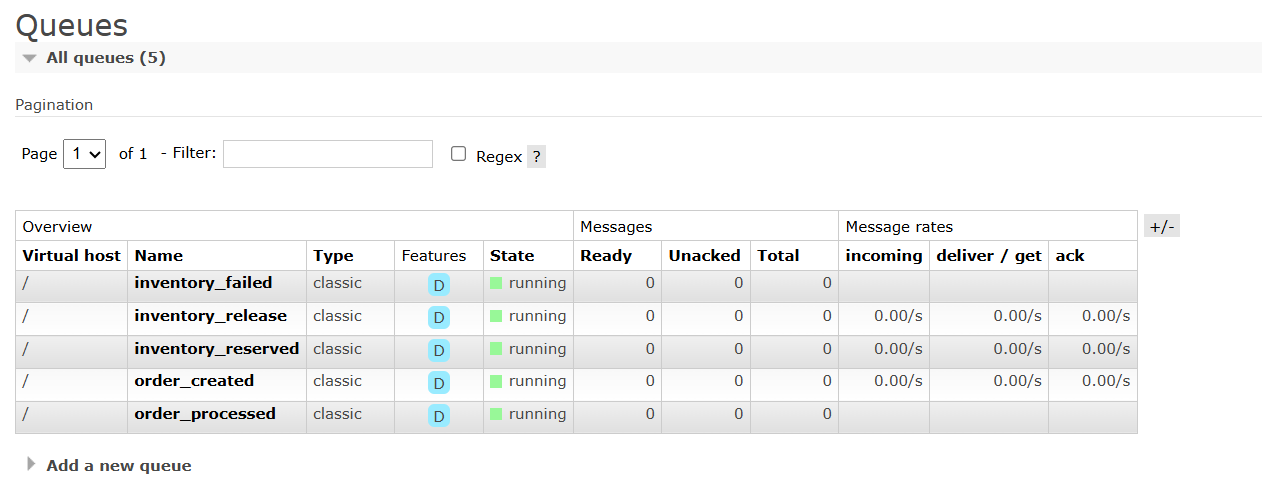 Queues
All queues (5)
Pagination
Page 1 of 1 - Filter: Regex ?
Overview Messages Message rates +/-
Virtual host Name Type Features State Ready Unacked Total incoming deliver / get ack
/ inventory_failed classic D running 0 0 0
/ inventory_release classic D running 0 0 0 0.00/s 0.00/s 0.00/s
/ inventory_reserved classic D running 0 0 0 0.00/s 0.00/s 0.00/s
/ order_created classic D running 0 0 0 0.00/s 0.00/s 0.00/s
/ order_processed classic D running 0 0 0
Add a new queue